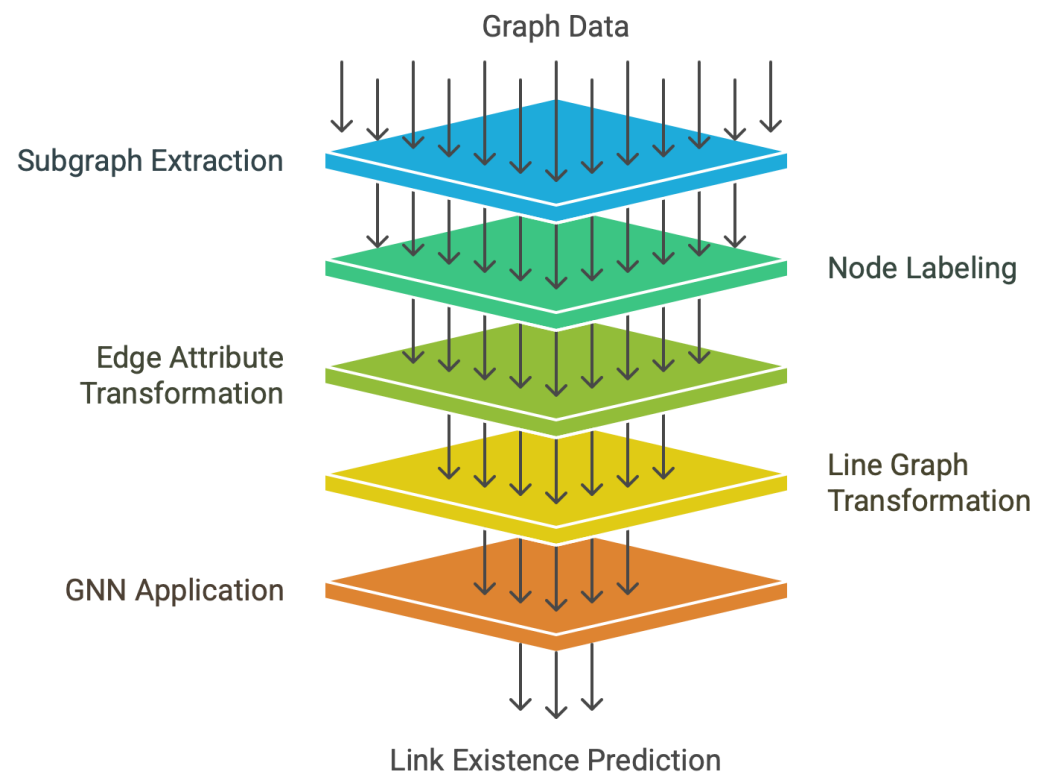 Graph Data
Subgraph Extraction
Node Labeling
Edge Attribute
Transformation
Line Graph
Transformation
GNN Application
Link Existence Prediction